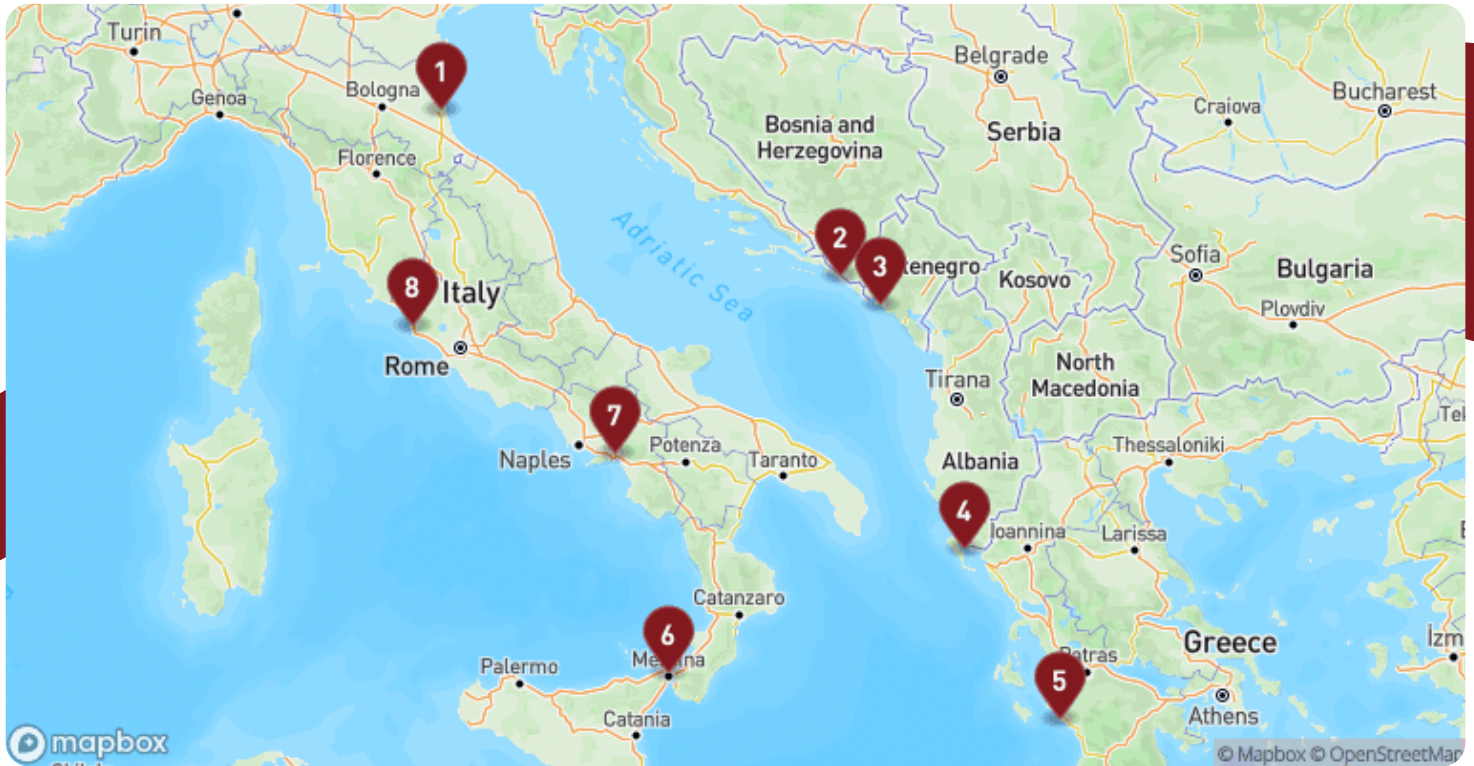 Turin
Genoa
Bologna
1
Florence
Belgrade
Bosnia and
Herzegovina
Serbia
Craiova
Bucharest
Adriatic Sea
2
3
tenegro
Kosovo
Sofia
Bulgaria
Plovdiv
8
Italy
Rome
North
Macedonia
Tirana
7
Naples
Potenza
Taranto
Albania
Thessaloniki
Tek
4
Ioannina
Larissa
Catanzaro
6
Palermo
Catania
5
Greece
Athens
İzm
mapbox
© Mapbox © OpenStreetMap